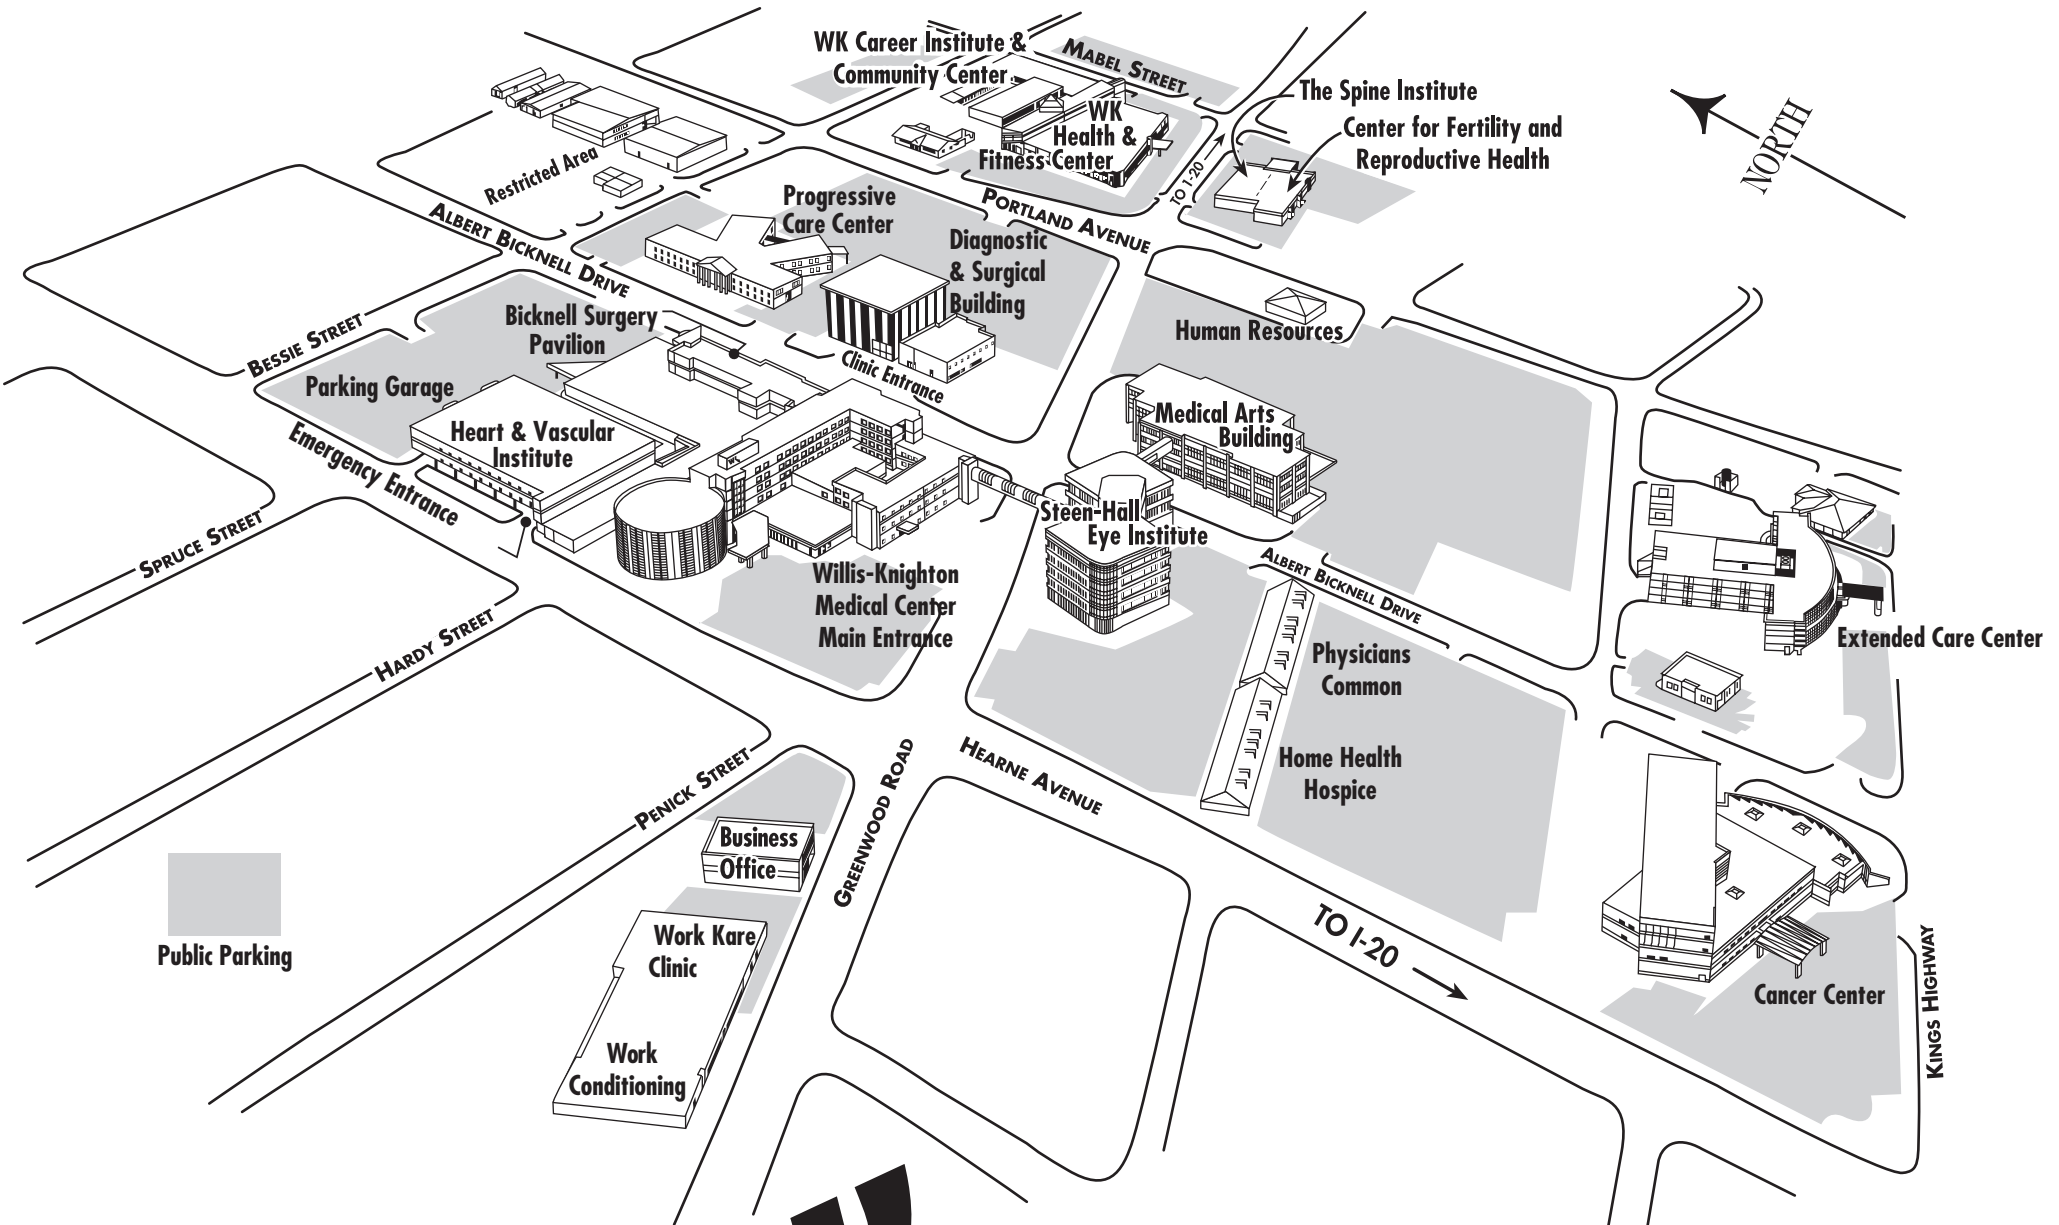 WK Career Institute &
Community Center
MABEL STREET
WK
Health &
Fitness Center
The Spine Institute
Center for Fertility and
Reproductive Health
NORTH
TO I-20
Restricted Area
PORTLAND AVENUE
Progressive
Care Center
Diagnostic
& Surgical
Building
ALBERT BICKNELL DRIVE
Bicknell Surgery
Pavilion
Human Resources
BESSIE STREET
Clinic Entrance
Parking Garage
Medical Arts
Building
Heart & Vascular
Institute
Emergency Entrance
Steen-Hall
Eye Institute
SPRUCE STREET
ALBERT BICKNELL DRIVE
Willis-Knighton
Medical Center
Main Entrance
HARDY STREET
Extended Care Center
Physicians
Common
Home Health
Hospice
HEARNE AVENUE
PENICK STREET
GREENWOOD ROAD
Business
Office
TO I-20
Work Kare
Clinic
Public Parking
Cancer Center
KINGS HIGHWAY
Work
Conditioning